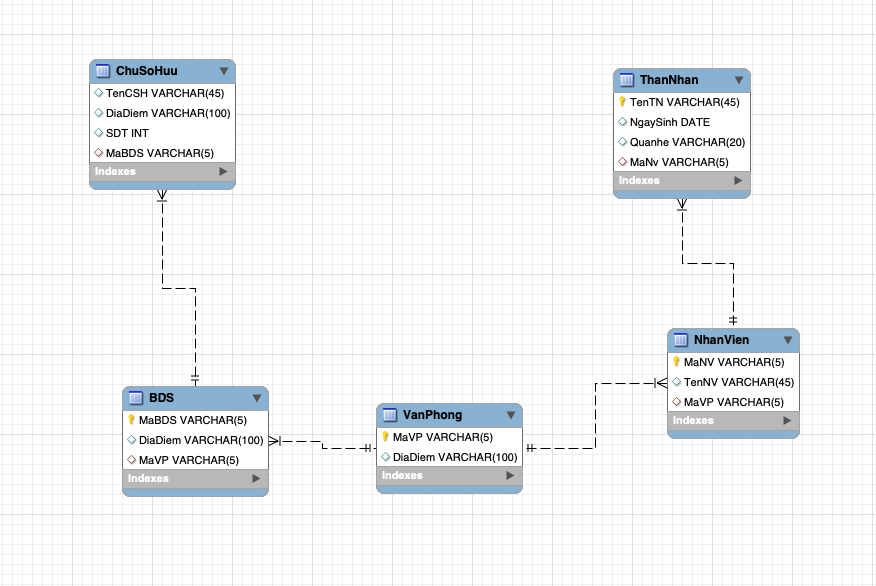 ChuSoHuu
TenCSH VARCHAR(45)
DiaDiem VARCHAR(100)
SDT INT
MaBDS VARCHAR(5)
Indexes
ThanNhan
TenTN VARCHAR(45)
NgaySinh DATE
Quanhe VARCHAR(20)
MaNv VARCHAR(5)
Indexes
BDS
MaBDS VARCHAR(5)
DiaDiem VARCHAR(100)
MaVP VARCHAR(5)
Indexes
VanPhong
MaVP VARCHAR(5)
DiaDiem VARCHAR(100)
Indexes
NhanVien
MaNV VARCHAR(5)
TenNV VARCHAR(45)
MaVP VARCHAR(5)
Indexes